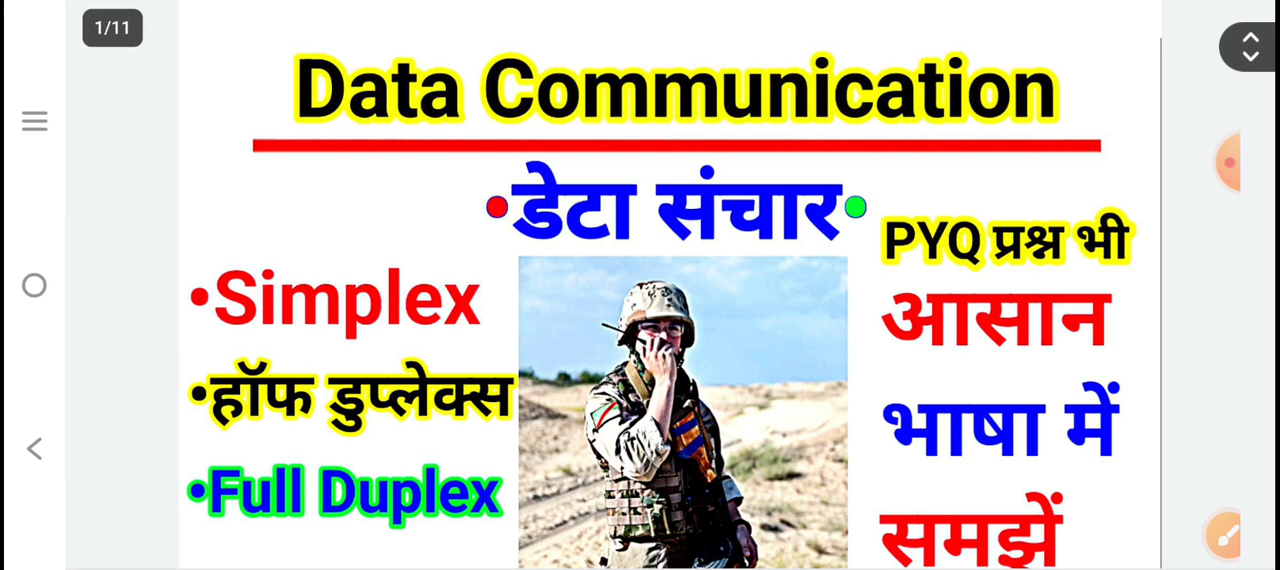 1/11
Data Communication
•डेटा संचार•
PYQ प्रश्न भी
•Simplex
आसान
•हॉफ डुप्लेक्स
भाषा में
•Full Duplex
समझें